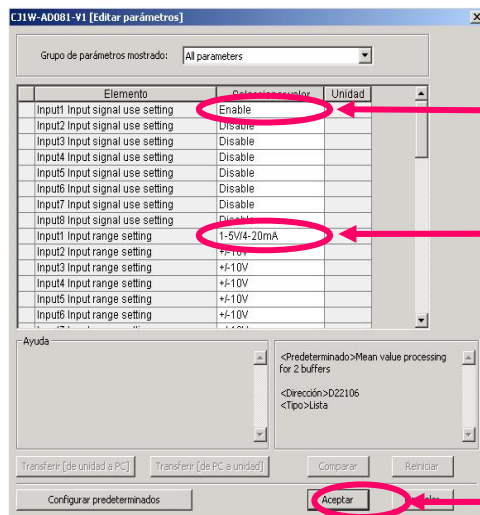 CJ1W-AD081-V1 [Editar parámetros]
Grupo de parámetros mostrado: All parameters
Elemento Seleccionar valor Unidad
Input1 Input signal use setting Enable
Input2 Input signal use setting Disable
Input3 Input signal use setting Disable
Input4 Input signal use setting Disable
Input5 Input signal use setting Disable
Input6 Input signal use setting Disable
Input7 Input signal use setting Disable
Input8 Input signal use setting Disable
Input1 Input range setting 1-5V/4-20mA
Input2 Input range setting +/-10V
Input3 Input range setting +/-10V
Input4 Input range setting +/-10V
Input5 Input range setting +/-10V
Input6 Input range setting +/-10V
Ayuda
<Predeterminado>Mean value processing
for 2 buffers
<Dirección>D22106
<Tipo>Lista
Transferir [de unidad a PC] Transferir [de PC a unidad] Comparar Reiniciar
Configurar predeterminados Aceptar